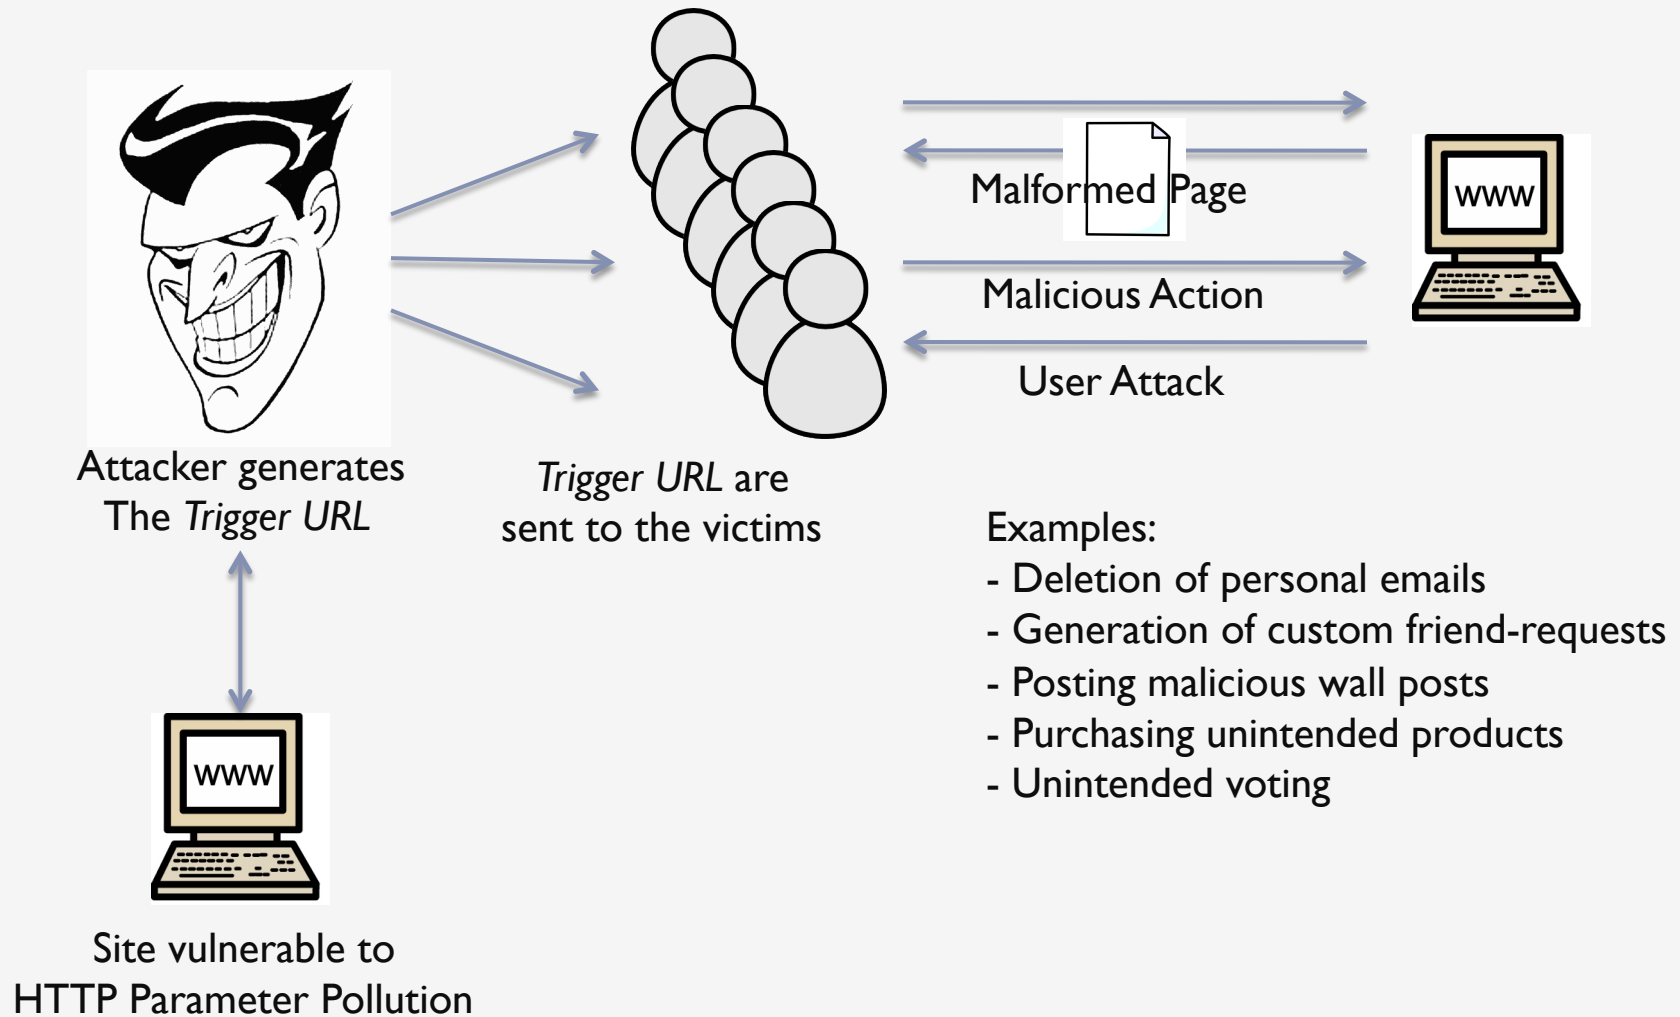 WWW
Malformed Page
Malicious Action
User Attack
Attacker generates
The Trigger URL
Trigger URL are
sent to the victims
Examples:
- Deletion of personal emails
- Generation of custom friend-requests
- Posting malicious wall posts
- Purchasing unintended products
- Unintended voting
WWW
Site vulnerable to
HTTP Parameter Pollution